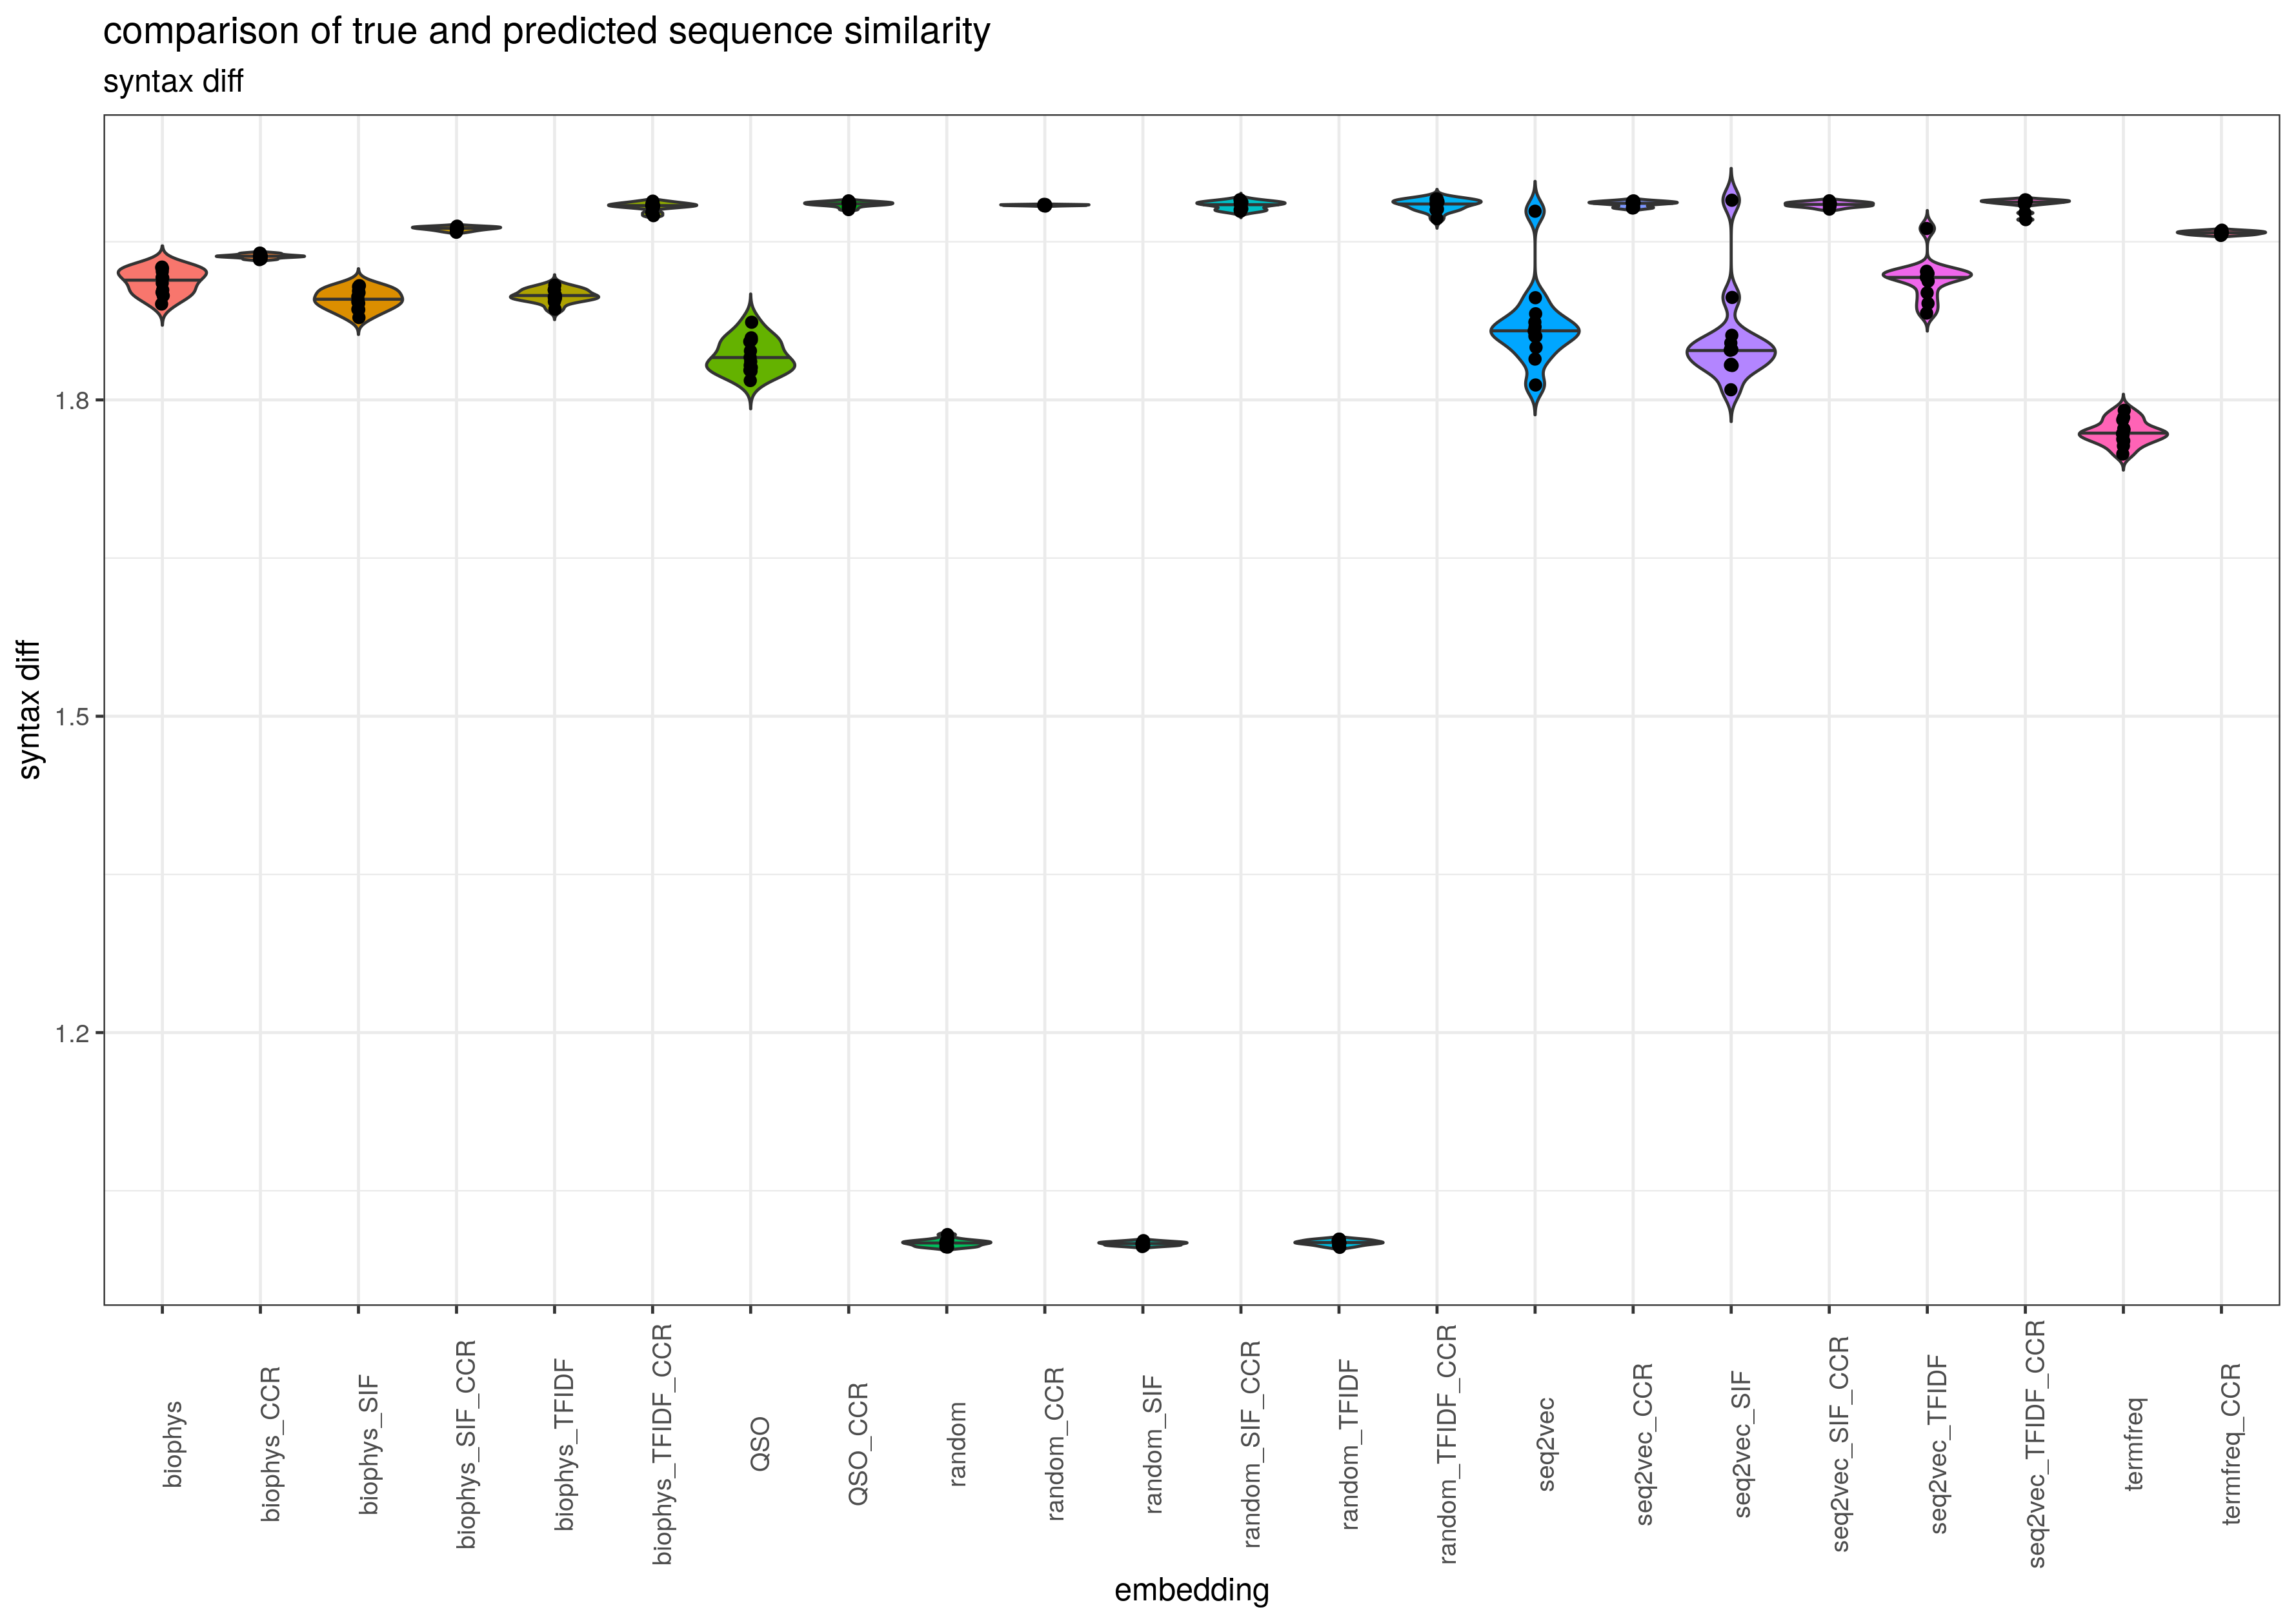 comparison of true and predicted sequence similarity
syntax diff
syntax diff
1.8
1.5
1.2
biophys
biophys_CCR
biophys_SIF
biophys_SIF_CCR
biophys_TFIDF
biophys_TFIDF_CCR
QSO
QSO_CCR
random
random_CCR
random_SIF
random_SIF_CCR
random_TFIDF
random_TFIDF_CCR
seq2vec
seq2vec_CCR
seq2vec_SIF
seq2vec_SIF_CCR
seq2vec_TFIDF
seq2vec_TFIDF_CCR
termfreq
termfreq_CCR
embedding